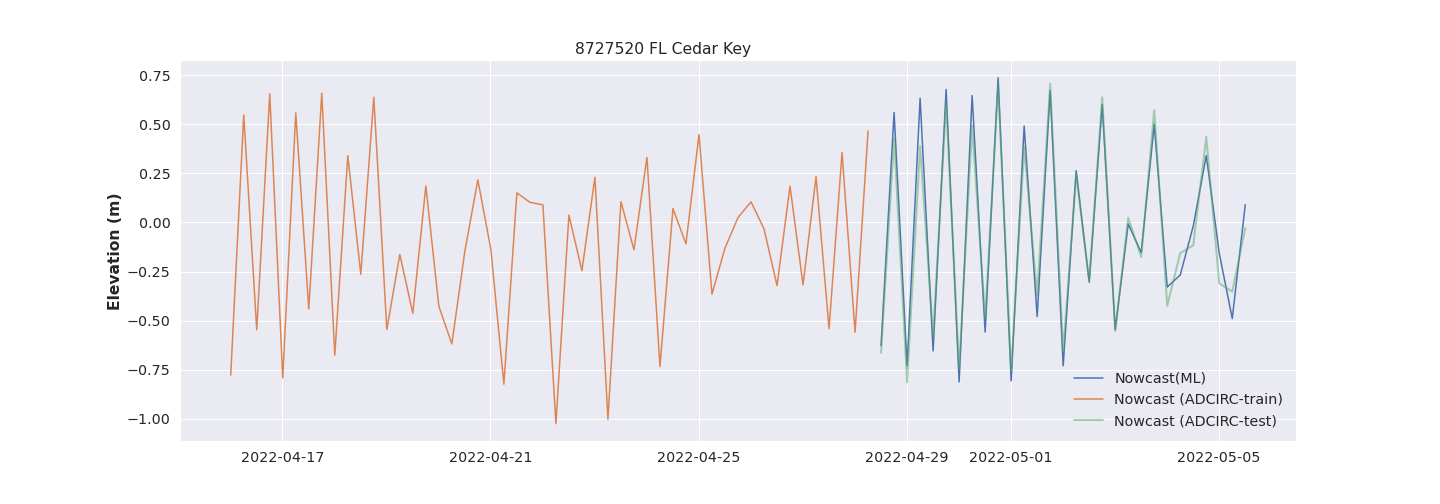 8727520 FL Cedar Key
Elevation (m)
0.75
0.50
0.25
0.00
−0.25
−0.50
−0.75
−1.00
Nowcast(ML)
Nowcast (ADCIRC-train)
Nowcast (ADCIRC-test)
2022-04-17 2022-04-21 2022-04-25 2022-04-29 2022-05-01 2022-05-05